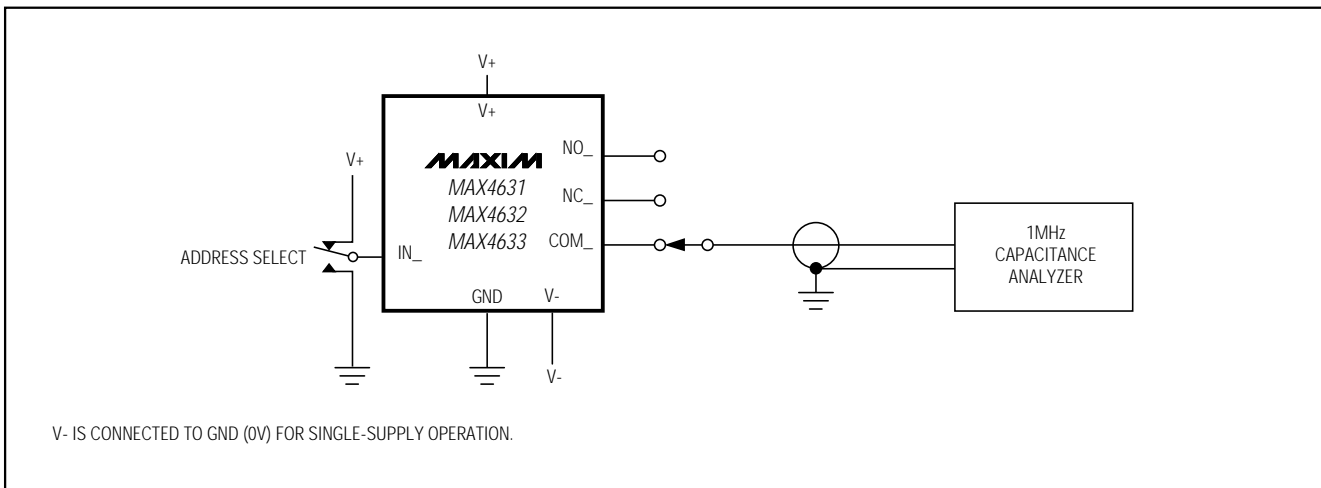 V+
V+
V+
MAXIM
MAX4631
MAX4632
MAX4633
NO_
NC_
COM_
ADDRESS SELECT
IN_
GND
V-
V-
1MHz
CAPACITANCE
ANALYZER
V- IS CONNECTED TO GND (0V) FOR SINGLE-SUPPLY OPERATION.